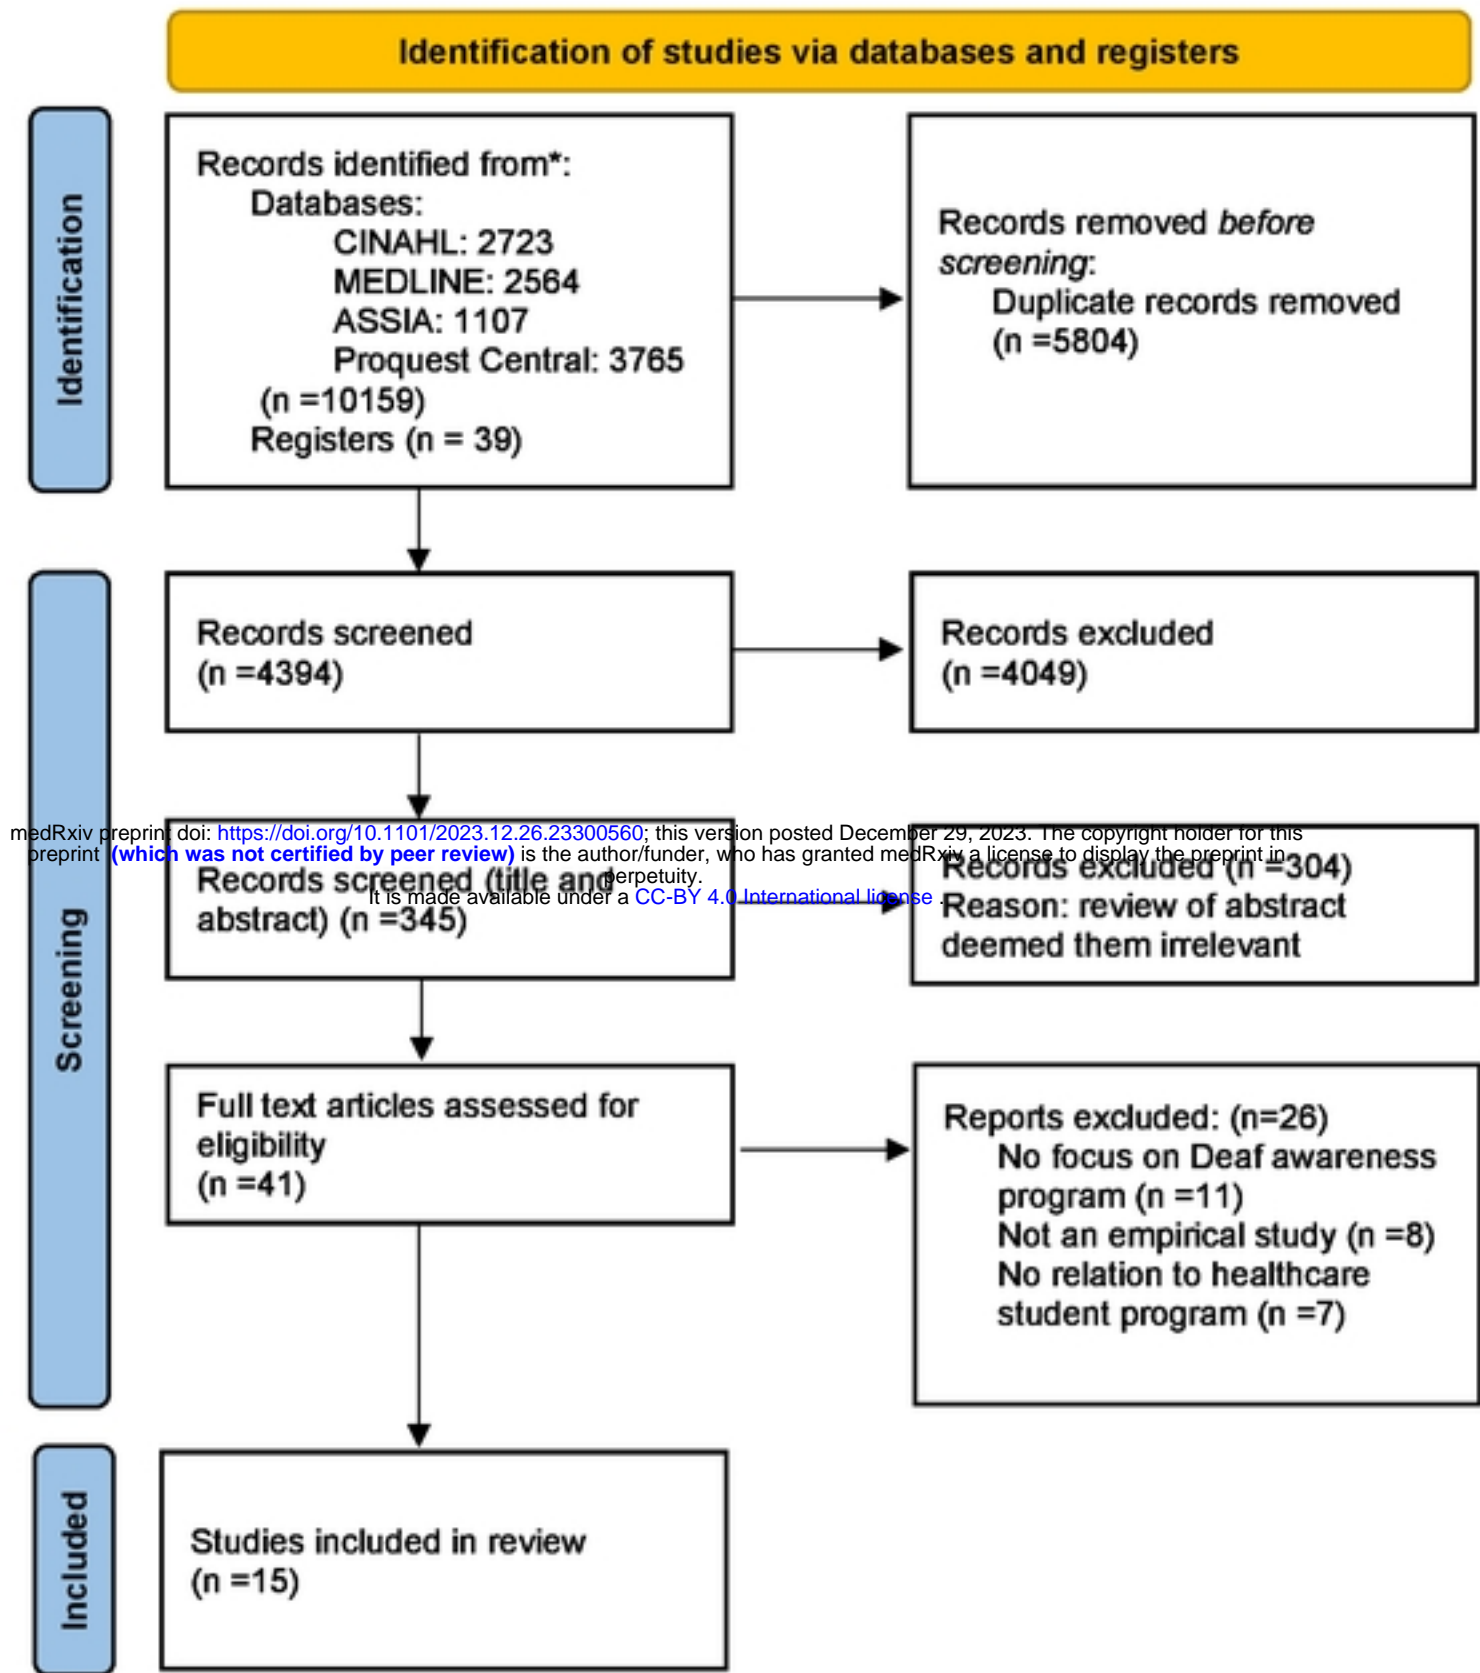 Identification of studies via databases and registers
Identification
Records identified from*:
Databases:
CINAHL: 2723
MEDLINE: 2564
ASSIA: 1107
Proquest Central: 3765
(n =10159)
Registers (n = 39)
Records removed before
screening:
Duplicate records removed
(n =5804)
Screening
Records screened
(n =4394)
Records excluded
(n =4049)
medRxiv preprint doi: https://doi.org/10.1101/2023.12.26.23300560; this version posted December 29, 2023. The copyright holder for this
preprint (which was not certified by peer review) is the author/funder, who has granted medRxiv a license to display the preprint in
perpetuity.
It is made available under a CC-BY 4.0 International license .
Records screened (title and
abstract) (n =345)
Records excluded (n =304)
Reason: review of abstract
deemed them irrelevant
Full text articles assessed for
eligibility
(n =41)
Reports excluded: (n=26)
No focus on Deaf awareness
program (n =11)
Not an empirical study (n =8)
No relation to healthcare
student program (n =7)
Included
Studies included in review
(n =15)